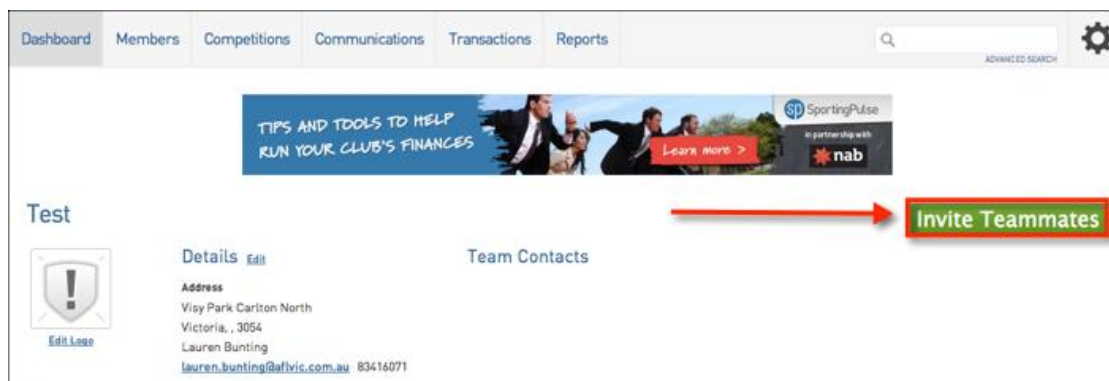 Dashboard Members Competitions Communications Transactions Reports
ADVANCED SEARCH
TIPS AND TOOLS TO HELP
RUN YOUR CLUB'S FINANCES
Learn more >
sp SportingPulse
in partnership with
nab
Test
Invite Teammates
Details Edit
Team Contacts
Address
Visy Park Carlton North
Victoria, , 3054
Lauren Bunting
lauren.bunting@aflvic.com.au 83416071
Edit Logo